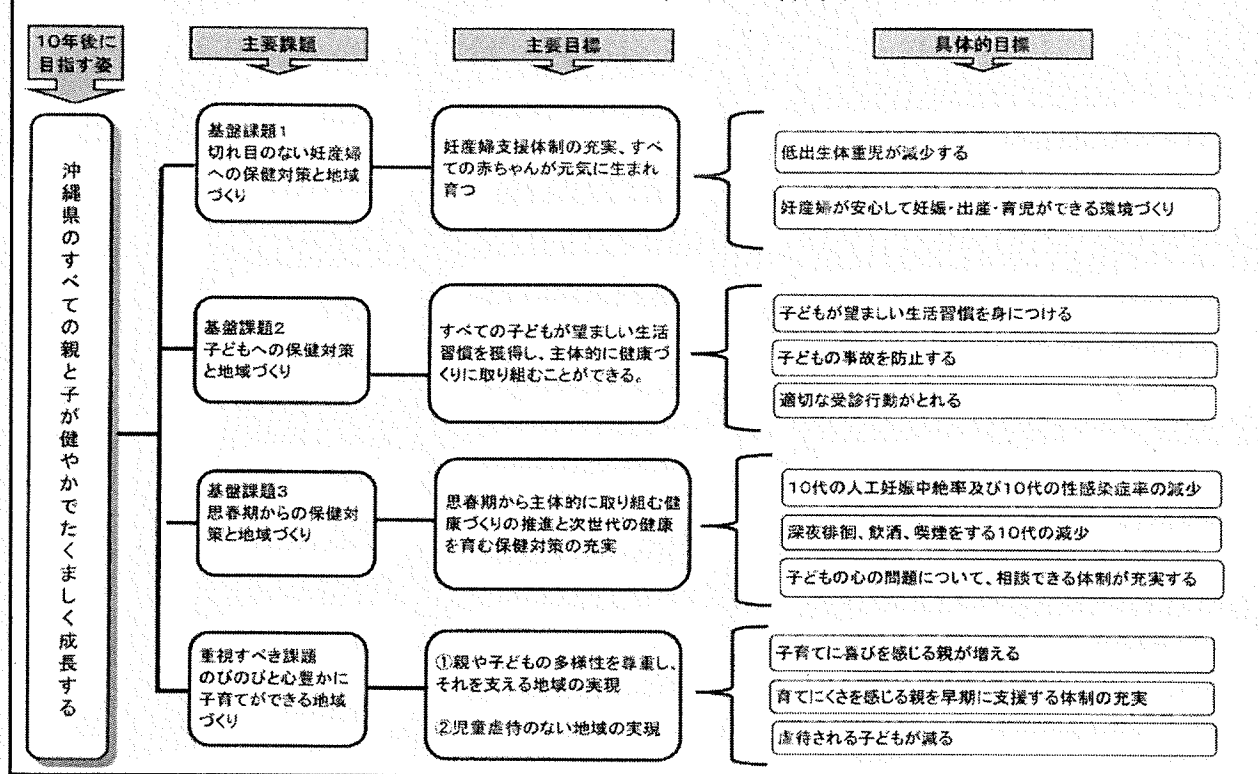 10年後に
目指す姿
主要課題
主要目標
具体的目標
沖縄県のすべての親と子が健やかでたくましく成長する
基盤課題1
切れ目のない妊産婦
への保健対策と地域
づくり
妊産婦支援体制の充実、すべ
ての赤ちゃんが元気に生まれ
育つ
低出生体重児が減少する
妊産婦が安心して妊娠・出産・育児ができる環境づくり
基盤課題2
子どもへの保健対策
と地域づくり
すべての子どもが望ましい生活
習慣を獲得し、主体的に健康づ
くりに取り組むことができる。
子どもが望ましい生活習慣を身につける
子どもの事故を防止する
適切な受診行動がとれる
基盤課題3
思春期からの保健対
策と地域づくり
思春期から主体的に取り組む健
康づくりの推進と次世代の健康
を育む保健対策の充実
10代の人工妊娠中絶率及び10代の性感染症率の減少
深夜徘徊、飲酒、喫煙をする10代の減少
子どもの心の問題について、相談できる体制が充実する
重視すべき課題
のびのびと心豊かに
子育てができる地域
づくり
①親や子どもの多様性を尊重し、
それを支える地域の実現
②児童虐待のない地域の実現
子育てに喜びを感じる親が増える
育てにくさを感じる親を早期に支援する体制の充実
虐待される子どもが減る